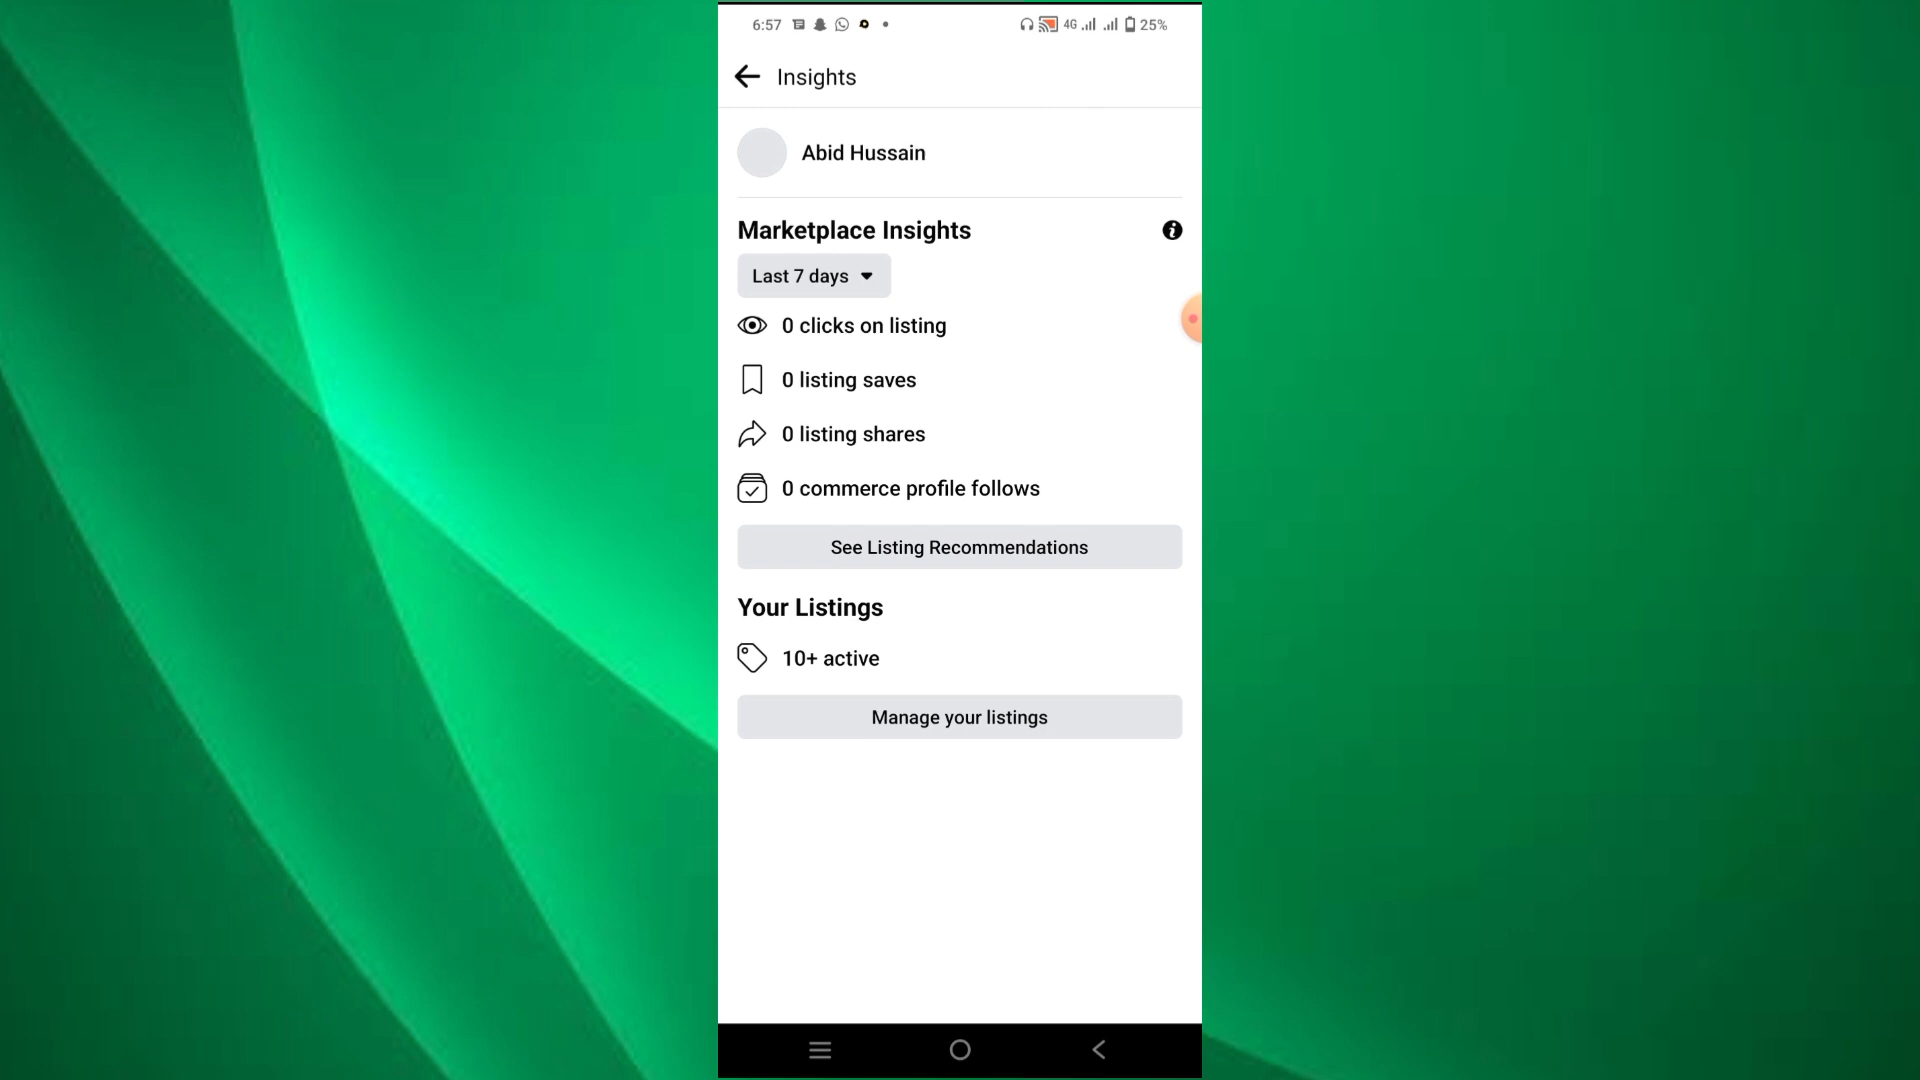 6:57 4G 25%
Insights
Abid Hussain
Marketplace Insights
Last 7 days
0 clicks on listing
0 listing saves
0 listing shares
0 commerce profile follows
See Listing Recommendations
Your Listings
10+ active
Manage your listings